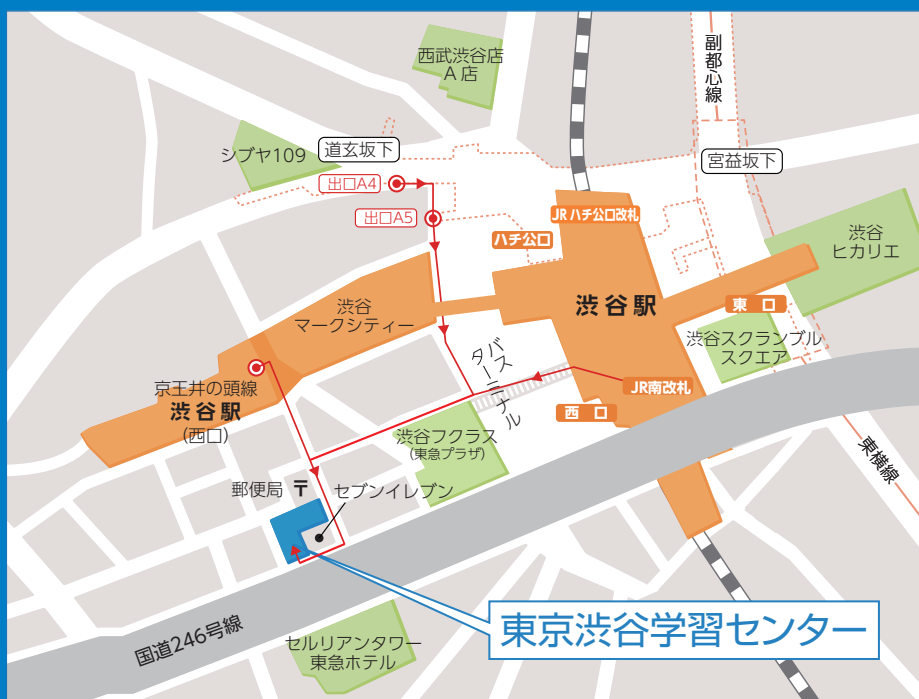 西武渋谷店
A店
副都心線
シブヤ109
道玄坂下
宮益坂下
出口A4
出口A5
JR ハチ公口改札
ハチ公口
渋谷
ヒカリエ
渋谷
マークシティー
渋谷駅
東 口
渋谷スクランブル
スクエア
バス
ターミナル
京王井の頭線
渋谷駅
(西口)
JR南改札
西 口
渋谷フクラス
(東急プラザ)
東横線
郵便局 〒
セブンイレブン
国道246号線
東京渋谷学習センター
セルリアンタワー
東急ホテル